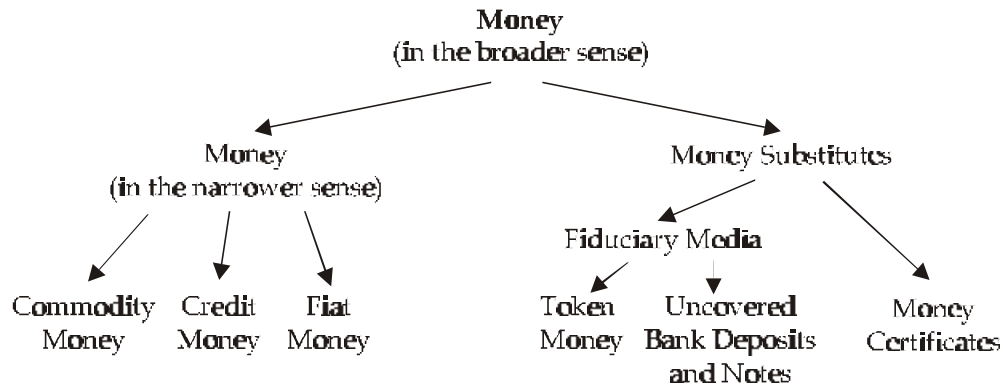 Money
(in the broader sense)
Money
(in the narrower sense)
Money Substitutes
Fiduciary Media
Commodity
Money
Credit
Money
Fiat
Money
Token
Money
Uncovered
Bank Deposits
and Notes
Money
Certificates